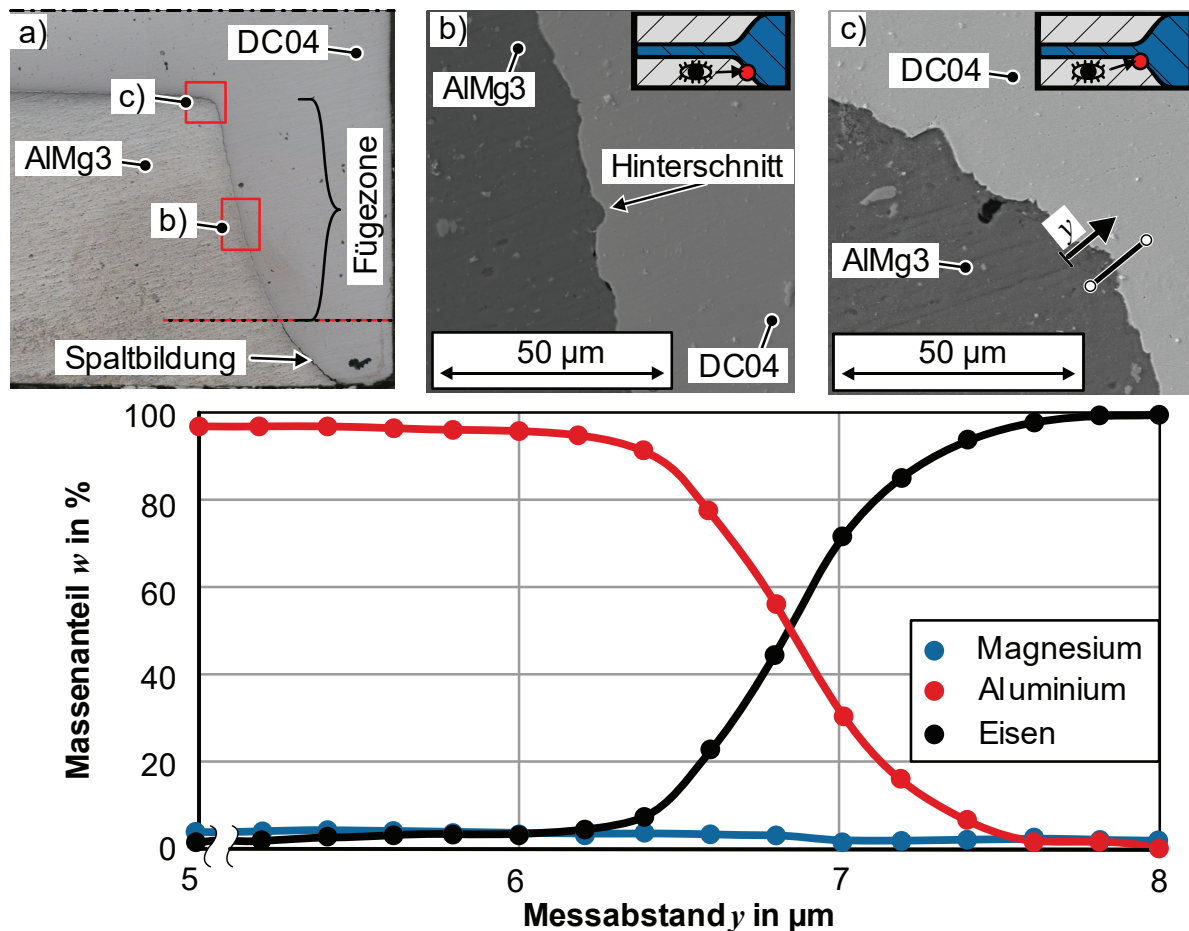 a)
DC04
c)
AlMg3
b)
Fügezone
Spaltbildung
b)
AlMg3
Hinterschnitt
50 µm
DC04
c)
DC04
y
AlMg3
50 µm
100
80
60
40
20
0
Massenanteil w in %
Magnesium
Aluminium
Eisen
5 6 7 8
Messabstand y in µm